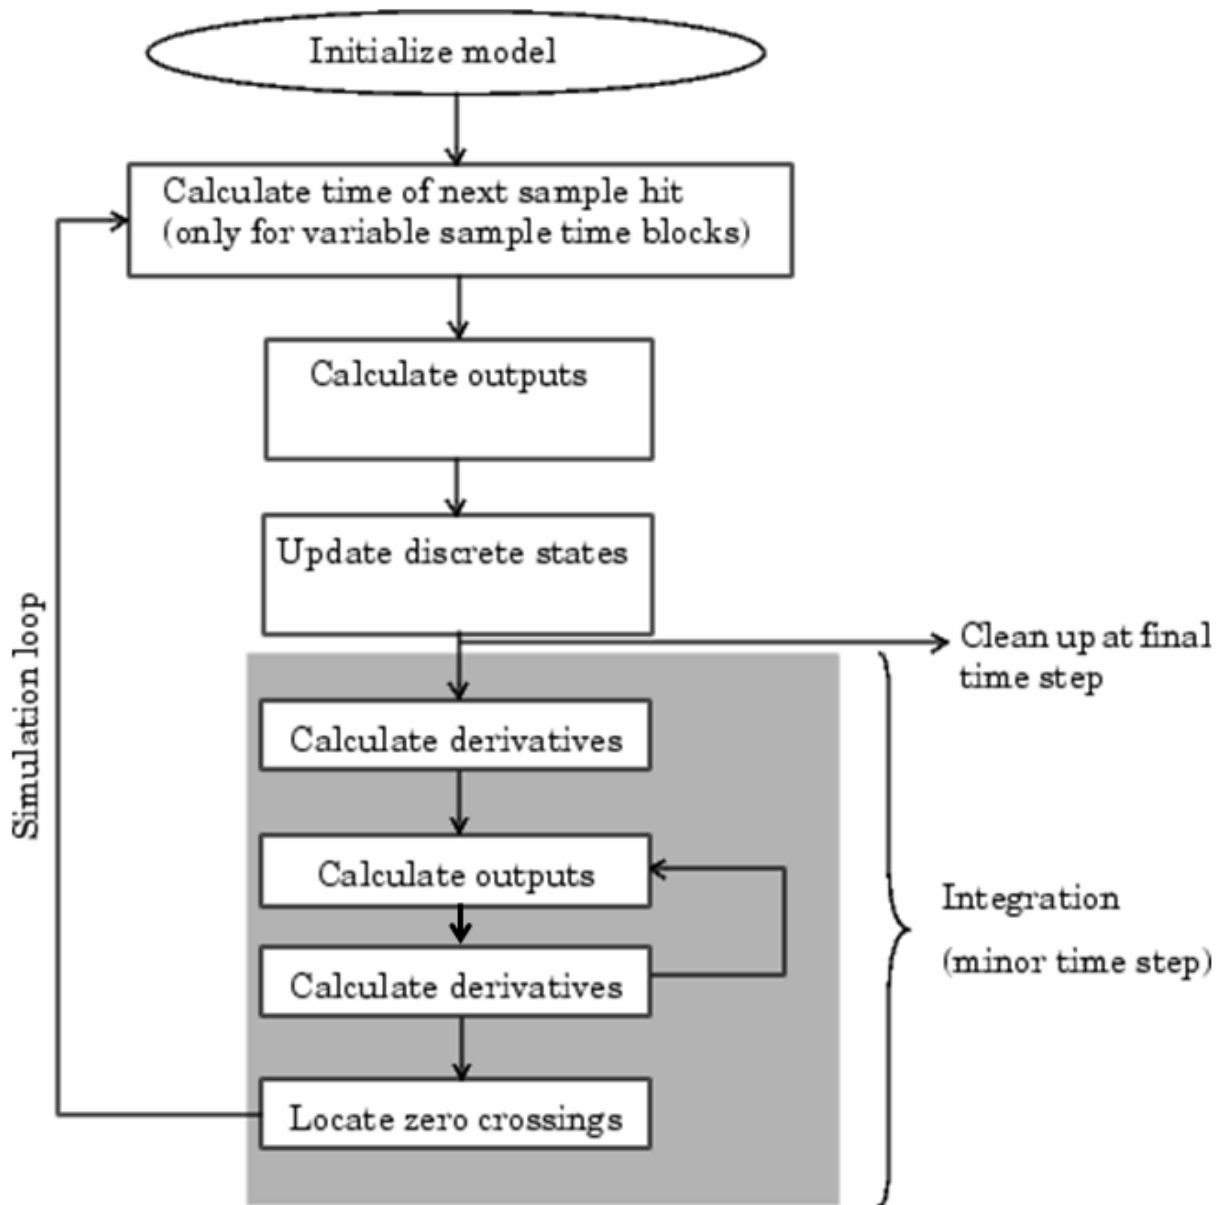 Initialize model
Calculate time of next sample hit
(only for variable sample time blocks)
Calculate outputs
Update discrete states
Clean up at final
time step
Simulation loop
Calculate derivatives
Calculate outputs
Integration
(minor time step)
Calculate derivatives
Locate zero crossings